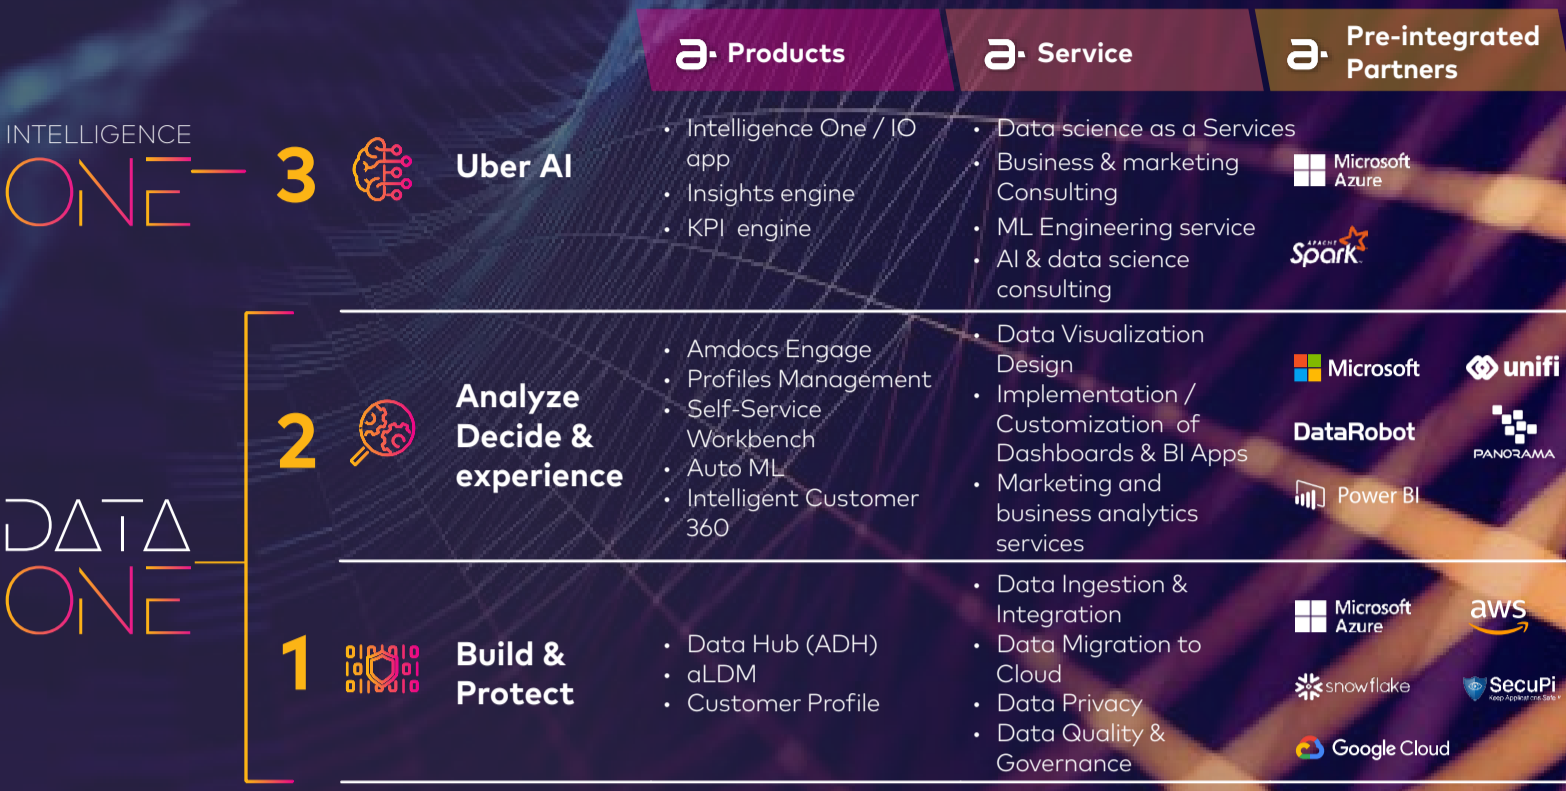 a. Products
a. Service
a. Pre-integrated
Partners
INTELLIGENCE
ONE
3
Uber AI
• Intelligence One / IO
app
• Insights engine
• KPI engine
• Data science as a Services
• Business & marketing
Consulting
• ML Engineering service
• AI & data science
consulting
Microsoft
Azure
APACHE
Spark
DATA
ONE
2
Analyze
Decide &
experience
• Amdocs Engage
• Profiles Management
• Self-Service
Workbench
• Auto ML
• Intelligent Customer
360
• Data Visualization
Design
• Implementation /
Customization of
Dashboards & BI Apps
• Marketing and
business analytics
services
Microsoft
unifi
DataRobot
PANORAMA
Power BI
1
Build &
Protect
• Data Hub (ADH)
• aLDM
• Customer Profile
• Data Ingestion &
Integration
• Data Migration to
Cloud
• Data Privacy
• Data Quality &
Governance
Microsoft
Azure
aws
snowflake
SecuPi
Keep Applications Safe
Google Cloud